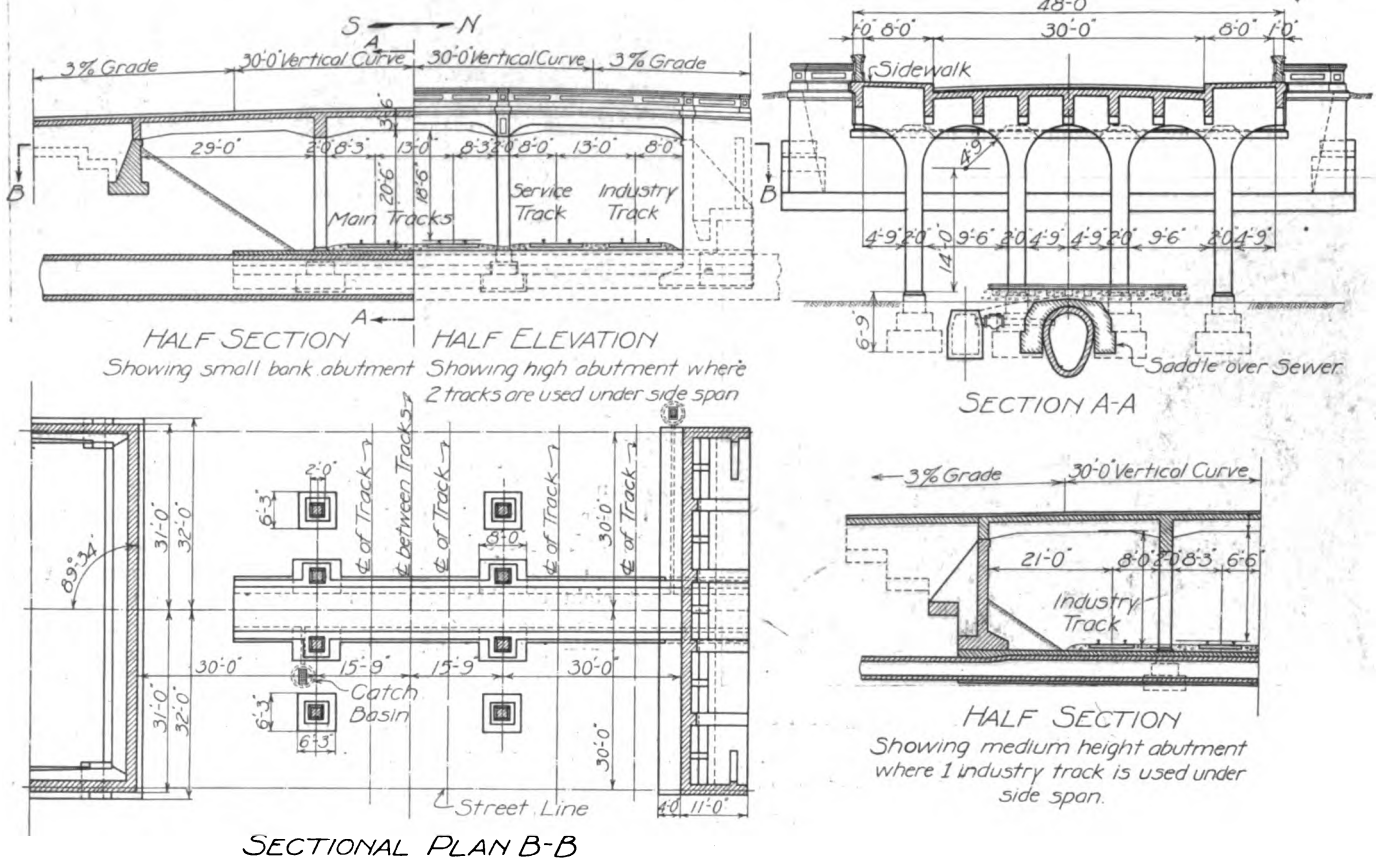 S N
A
3% Grade 30'-0" Vertical Curve 30'-0" Vertical Curve 3% Grade
3'-6"
29'-0" 2'-0" 8'-3" 13'-0" 8'-3" 2'-0" 8'-0" 13'-0" 8'-0"
B B
20'-6" 18'-6"
Main Tracks
Service Track
Industry Track
A
HALF SECTION
Showing small bank abutment
HALF ELEVATION
Showing high abutment where
2 tracks are used under side span
48'-0"
1'-0" 8'-0" 30'-0" 8'-0" 1'-0"
Sidewalk
4'-9"
4'-9" 2'-0" 9'-6" 2'-0" 4'-9" 4'-9" 2'-0" 9'-6" 2'-0" 4'-9"
14'-0"
6'-9"
Saddle over Sewer
SECTION A-A
31'-0" 32'-0"
89°-34'
31'-0" 32'-0"
2'-0"
6'-3"
8'-0"
℄ of Track
℄ between Tracks
℄ of Track
℄ of Track
℄ of Track
30'-0"
30'-0" 15'-9" 15'-9" 30'-0"
Catch
Basin
6'-3"
6'-3"
30'-0"
Street Line
4'-0" 11'-0"
SECTIONAL PLAN B-B
3% Grade 30'-0" Vertical Curve
21'-0" 8'-0" 2'-0" 8'-3" 6'-6"
Industry
Track
HALF SECTION
Showing medium height abutment
where 1 industry track is used under
side span.